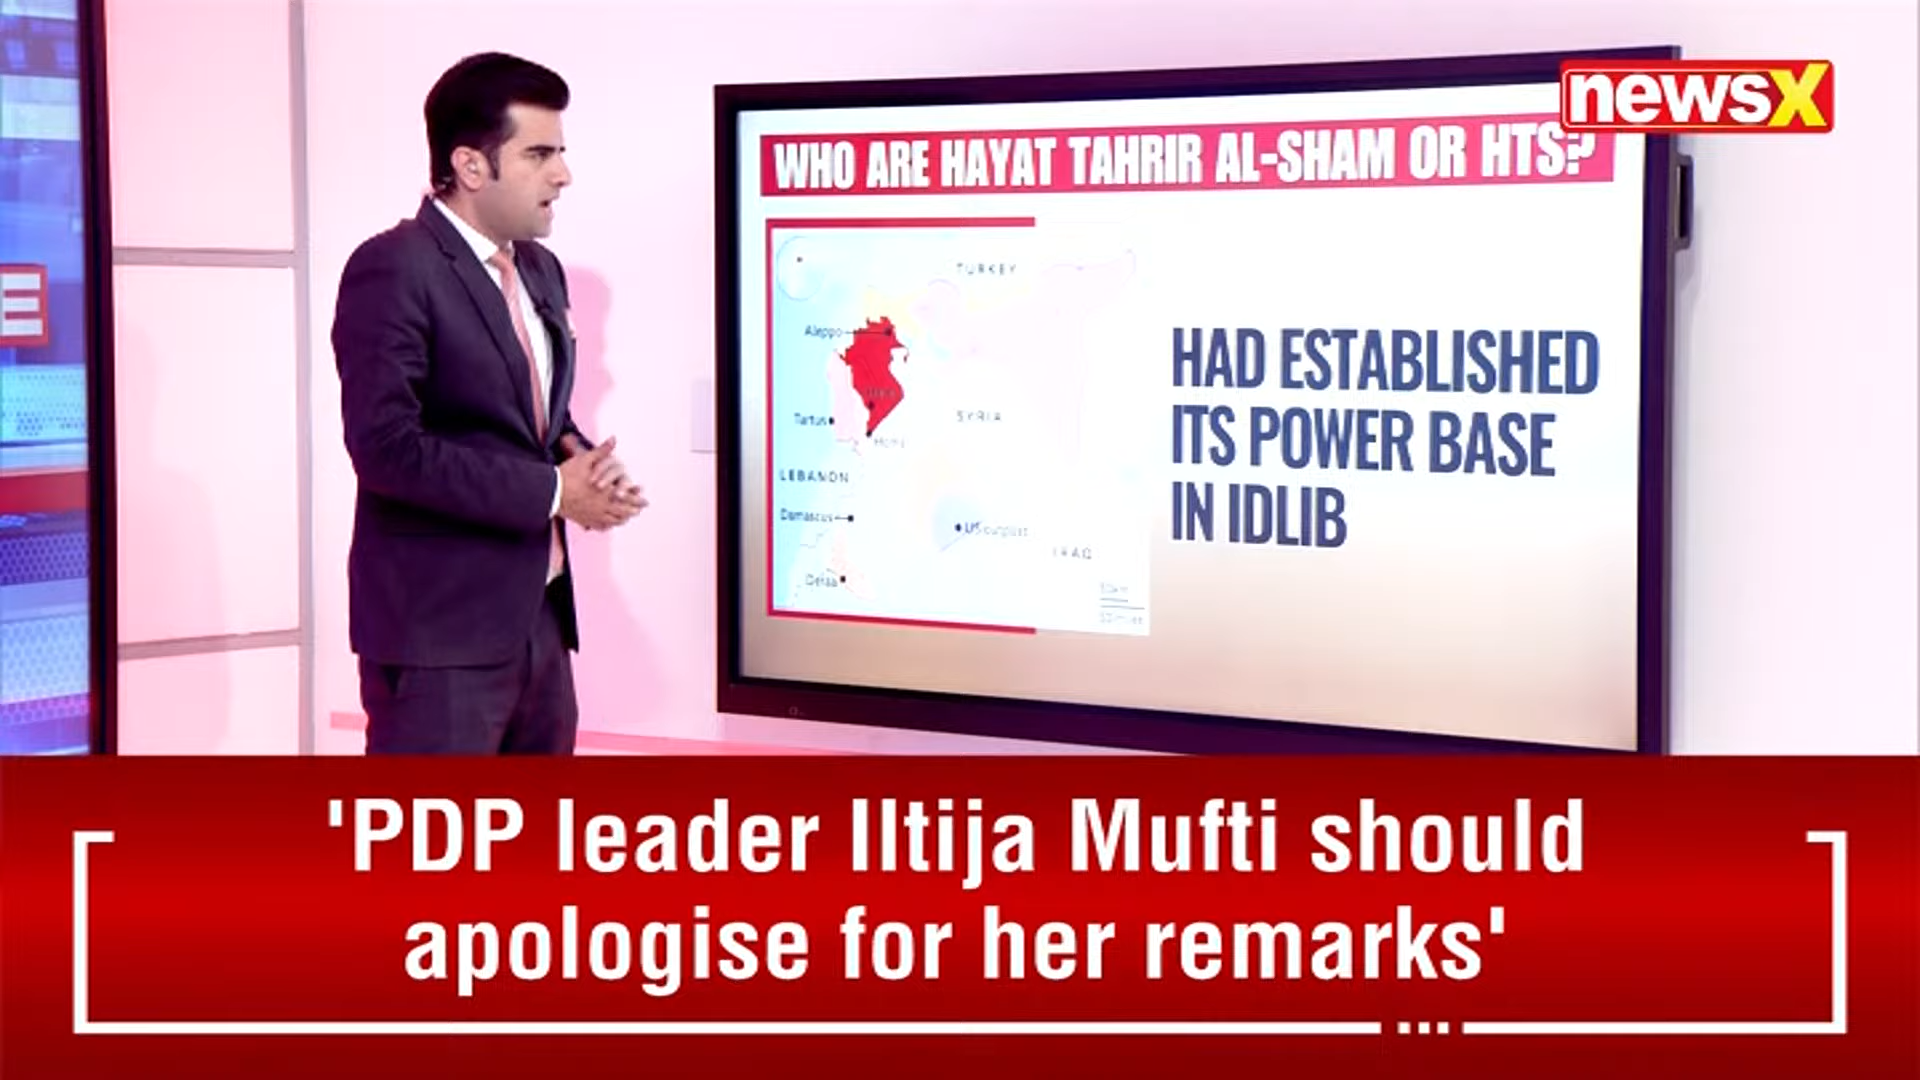 newsX
WHO ARE HAYAT TAHRIR AL-SHAM OR HTS?
TURKEY
Aleppo
Tartus
SYRIA
Homs
LEBANON
Damascus
US outpost
IRAQ
Deraa
HAD ESTABLISHED
ITS POWER BASE
IN IDLIB
E
'PDP leader Iltija Mufti should
apologise for her remarks'